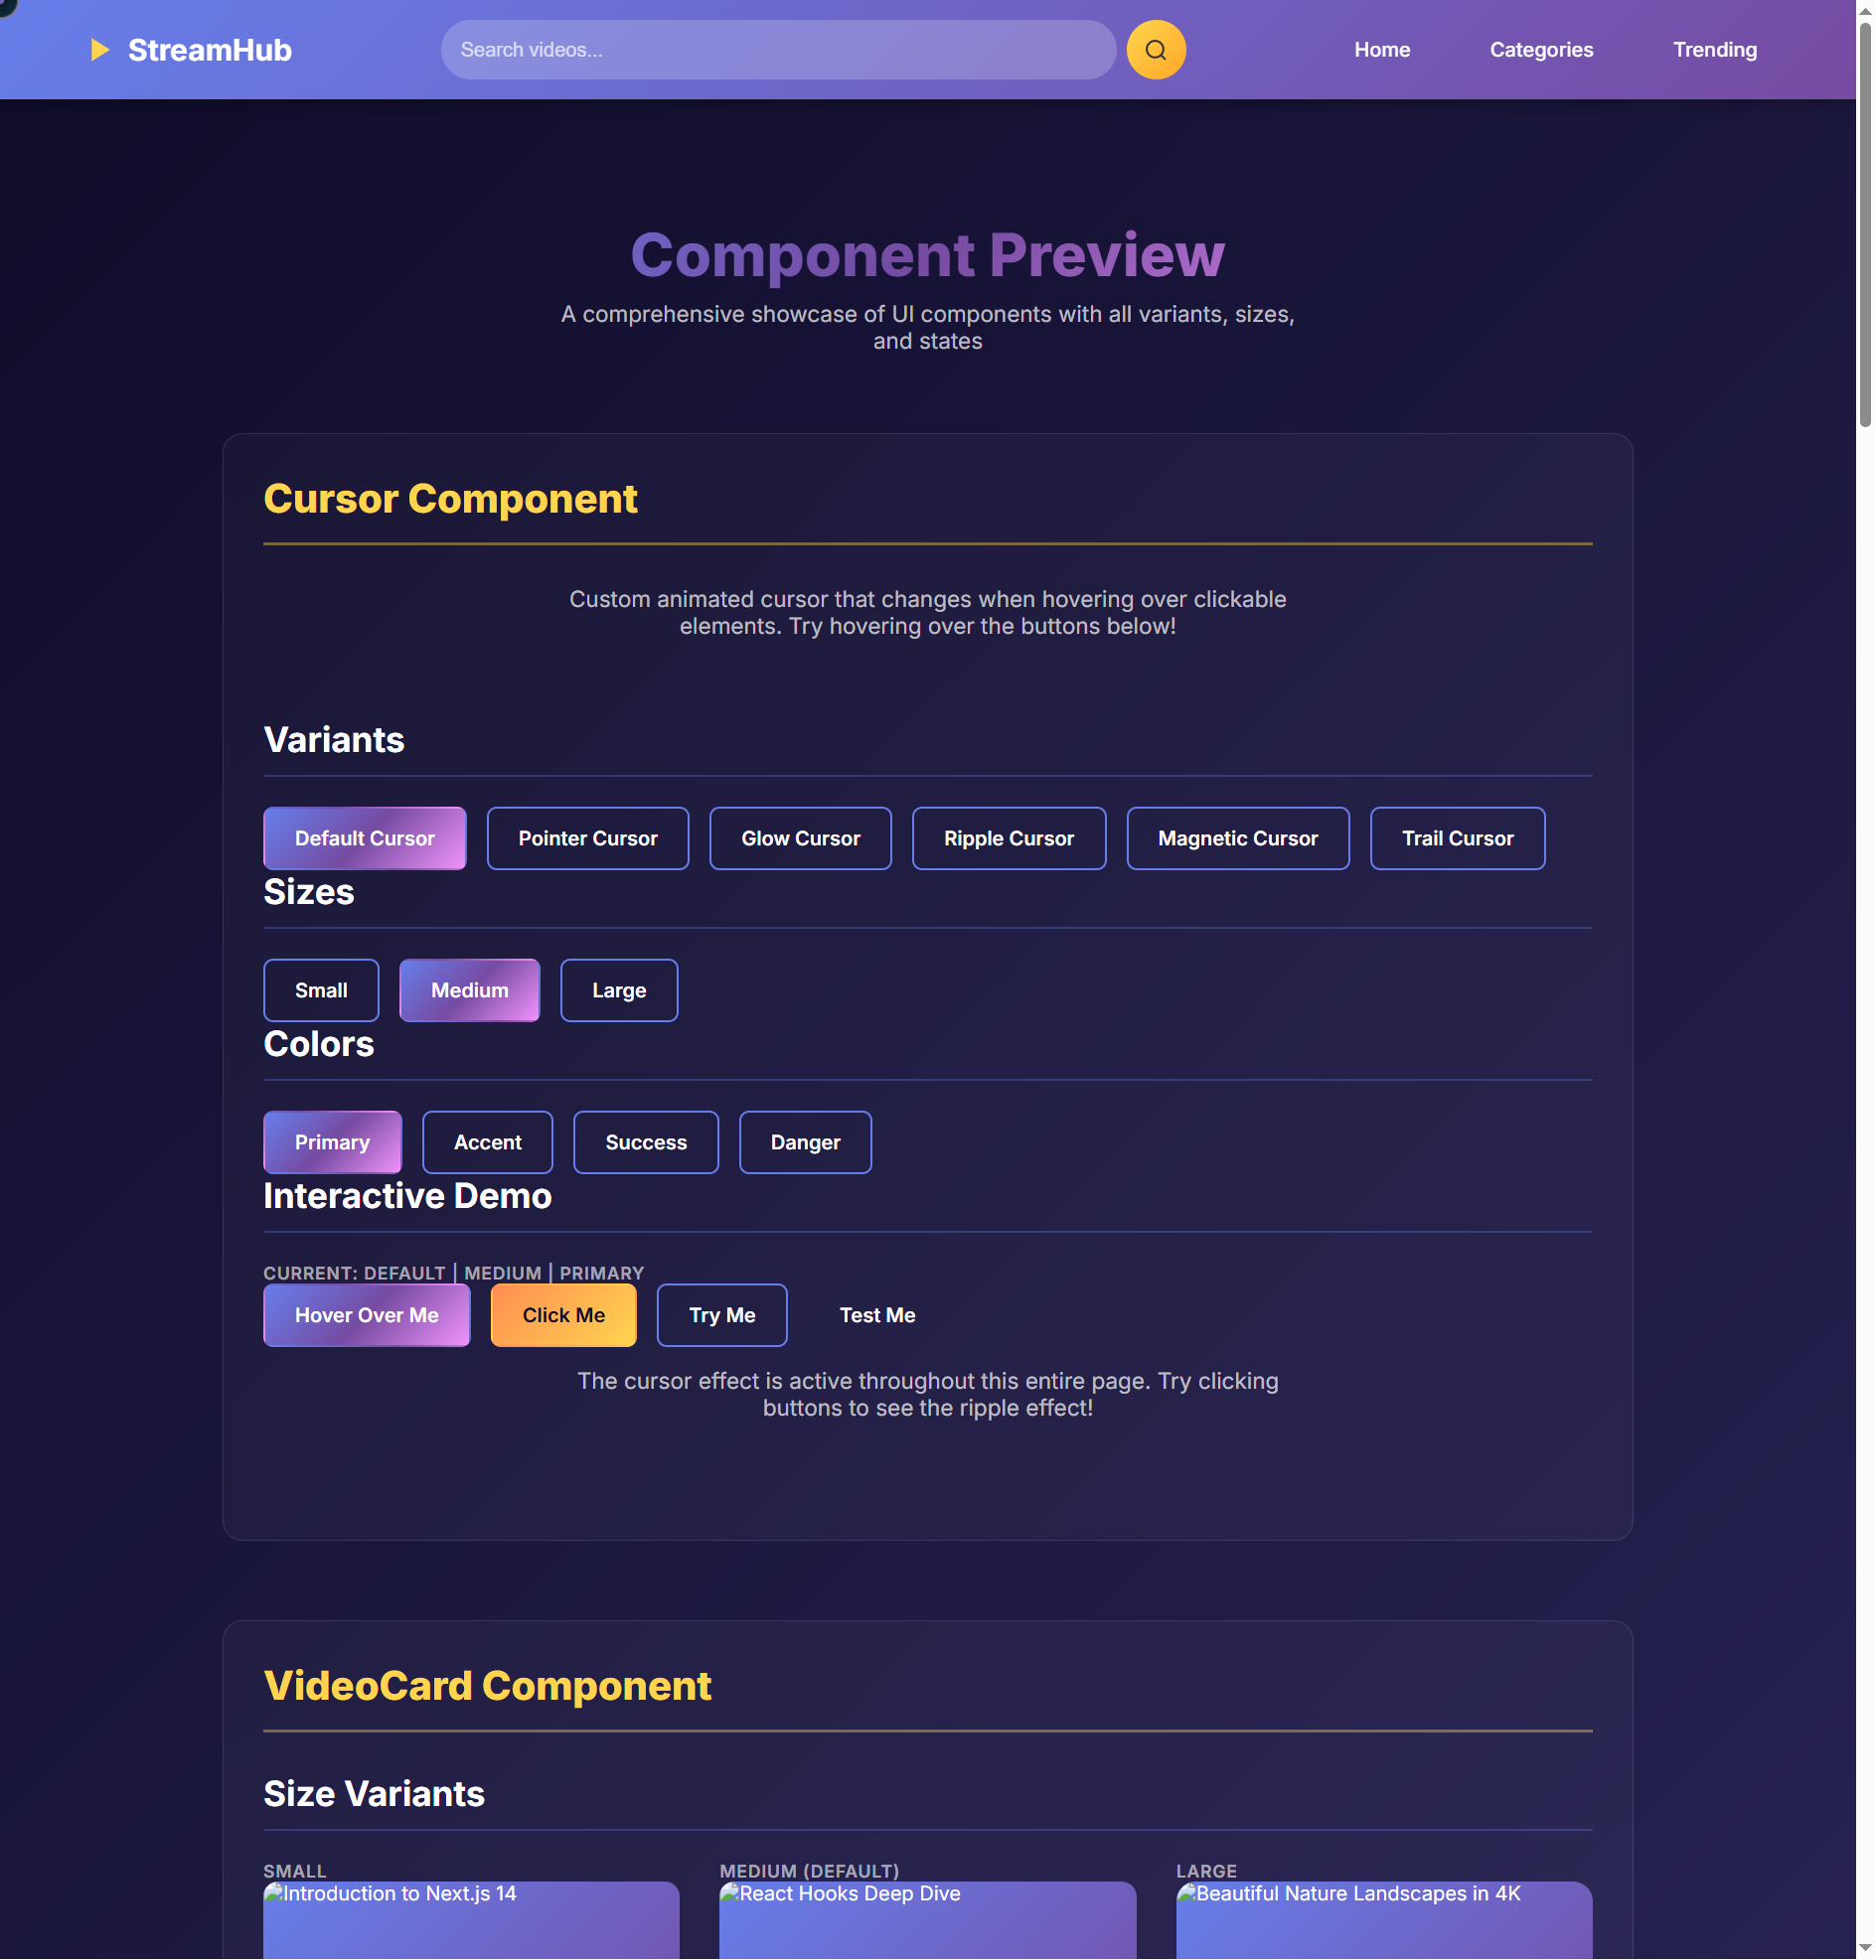 StreamHub
Search videos...
Home
Categories
Trending
Component Preview
A comprehensive showcase of UI components with all variants, sizes,
and states
Cursor Component
Custom animated cursor that changes when hovering over clickable
elements. Try hovering over the buttons below!
Variants
Default Cursor
Pointer Cursor
Glow Cursor
Ripple Cursor
Magnetic Cursor
Trail Cursor
Sizes
Small
Medium
Large
Colors
Primary
Accent
Success
Danger
Interactive Demo
CURRENT: DEFAULT | MEDIUM | PRIMARY
Hover Over Me
Click Me
Try Me
Test Me
The cursor effect is active throughout this entire page. Try clicking
buttons to see the ripple effect!
VideoCard Component
Size Variants
SMALL
MEDIUM (DEFAULT)
LARGE
Introduction to Next.js 14
React Hooks Deep Dive
Beautiful Nature Landscapes in 4K